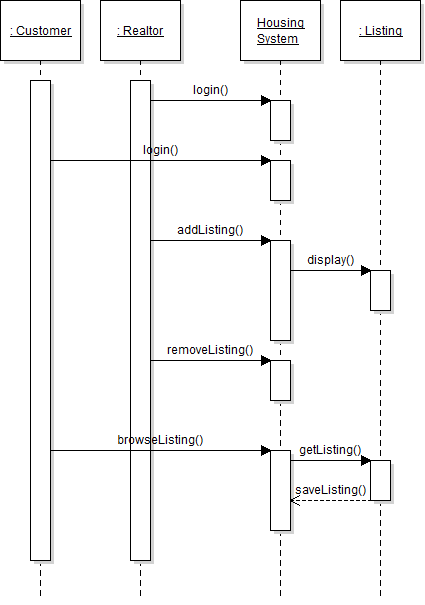 : Customer
: Realtor
Housing
System
: Listing
login()
login()
addListing()
display()
removeListing()
browseListing()
getListing()
saveListing()